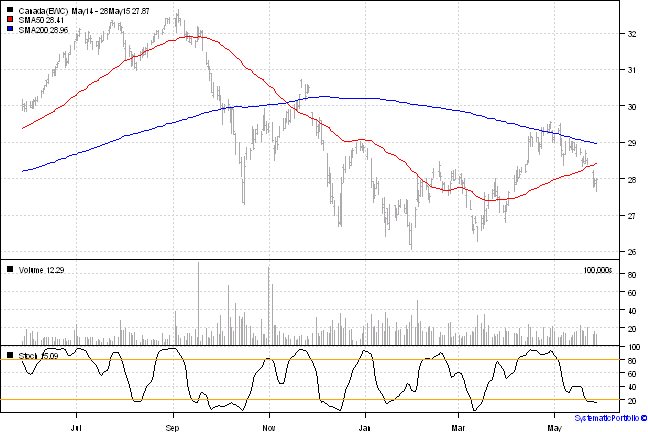 Canada(EWC) May14 - 28May15 27.87
SMA50 28.41
SMA200 28.96
32
31
30
29
28
27
26
Volume 12.29
100,000s
80
60
40
20
Stoch 15.09
100
80
60
40
20
Jul
Sep
Nov
Jan
Mar
May
SystematicPortfolio ©